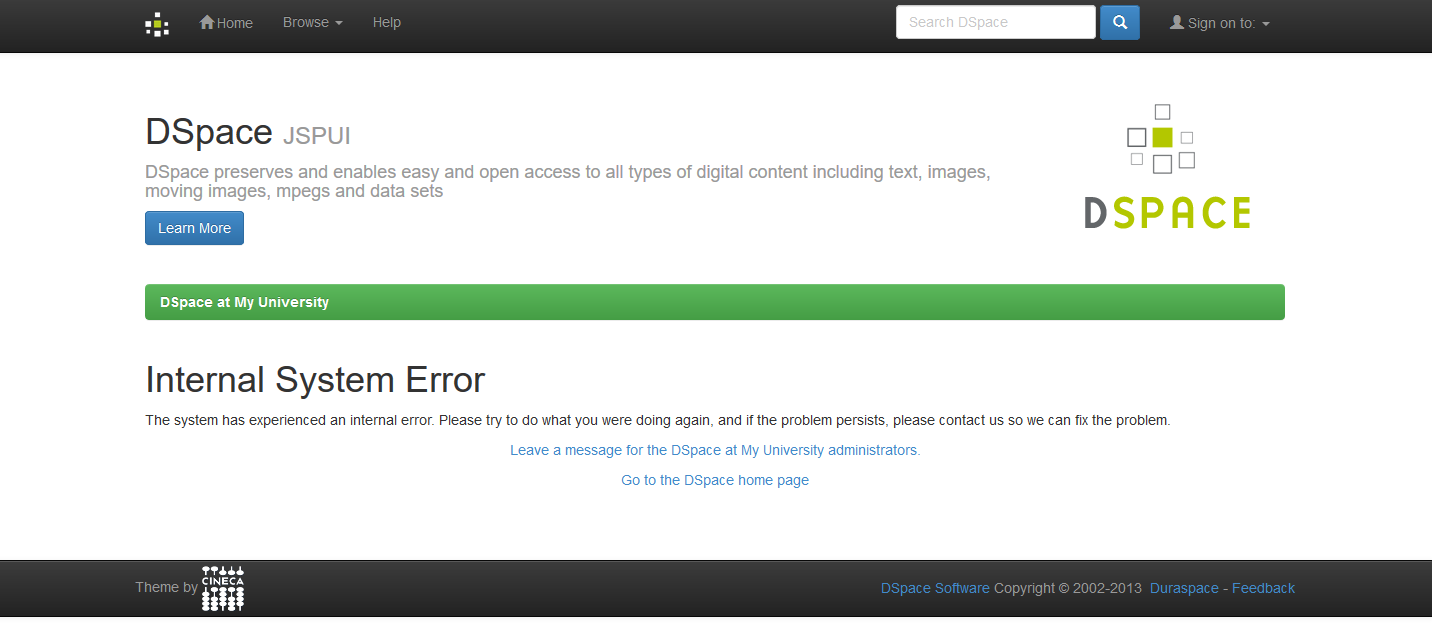 Home Browse Help Search DSpace Sign on to:
DSpace JSPUI
DSpace preserves and enables easy and open access to all types of digital content including text, images,
moving images, mpegs and data sets
Learn More
DSPACE
DSpace at My University
Internal System Error
The system has experienced an internal error. Please try to do what you were doing again, and if the problem persists, please contact us so we can fix the problem.
Leave a message for the DSpace at My University administrators.
Go to the DSpace home page
Theme by CINECA
DSpace Software Copyright © 2002-2013 Duraspace - Feedback